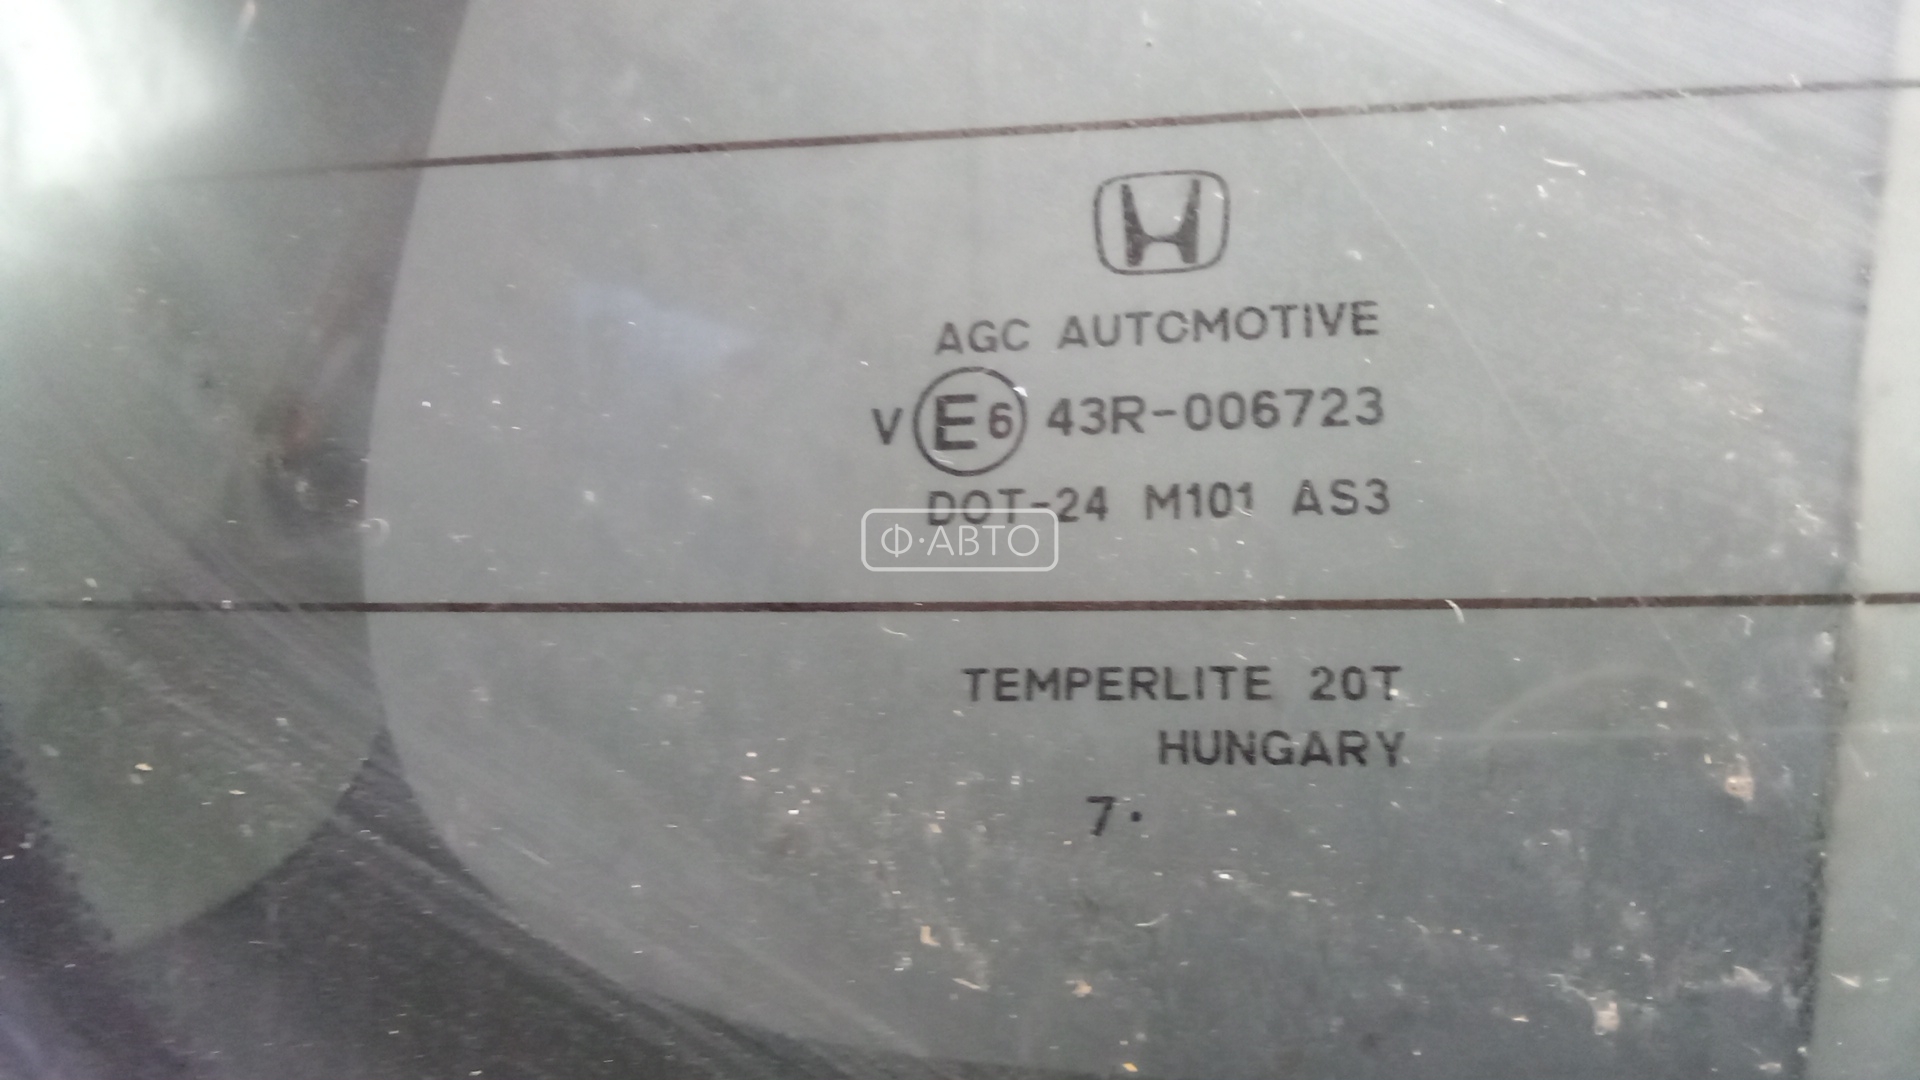 AGC AUTOMOTIVE
V E6 43R-006723
DOT-24 M101 AS3
Ф·АВТО
TEMPERLITE 20T
HUNGARY
7·